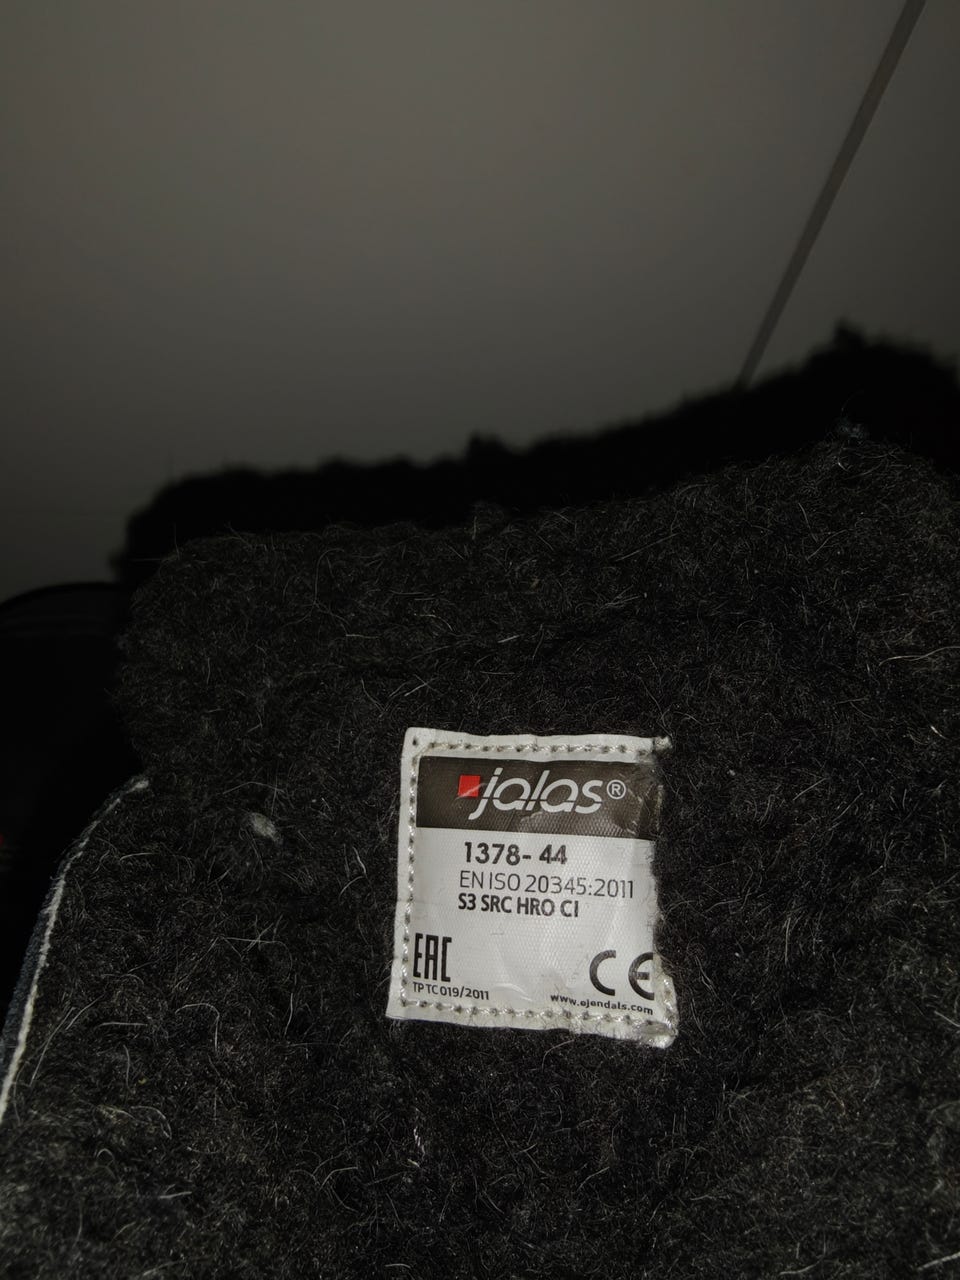 jalas®
1378- 44
EN ISO 20345:2011
S3 SRC HRO CI
EAC
TP TC 019/2011
CE
www.ejendals.com